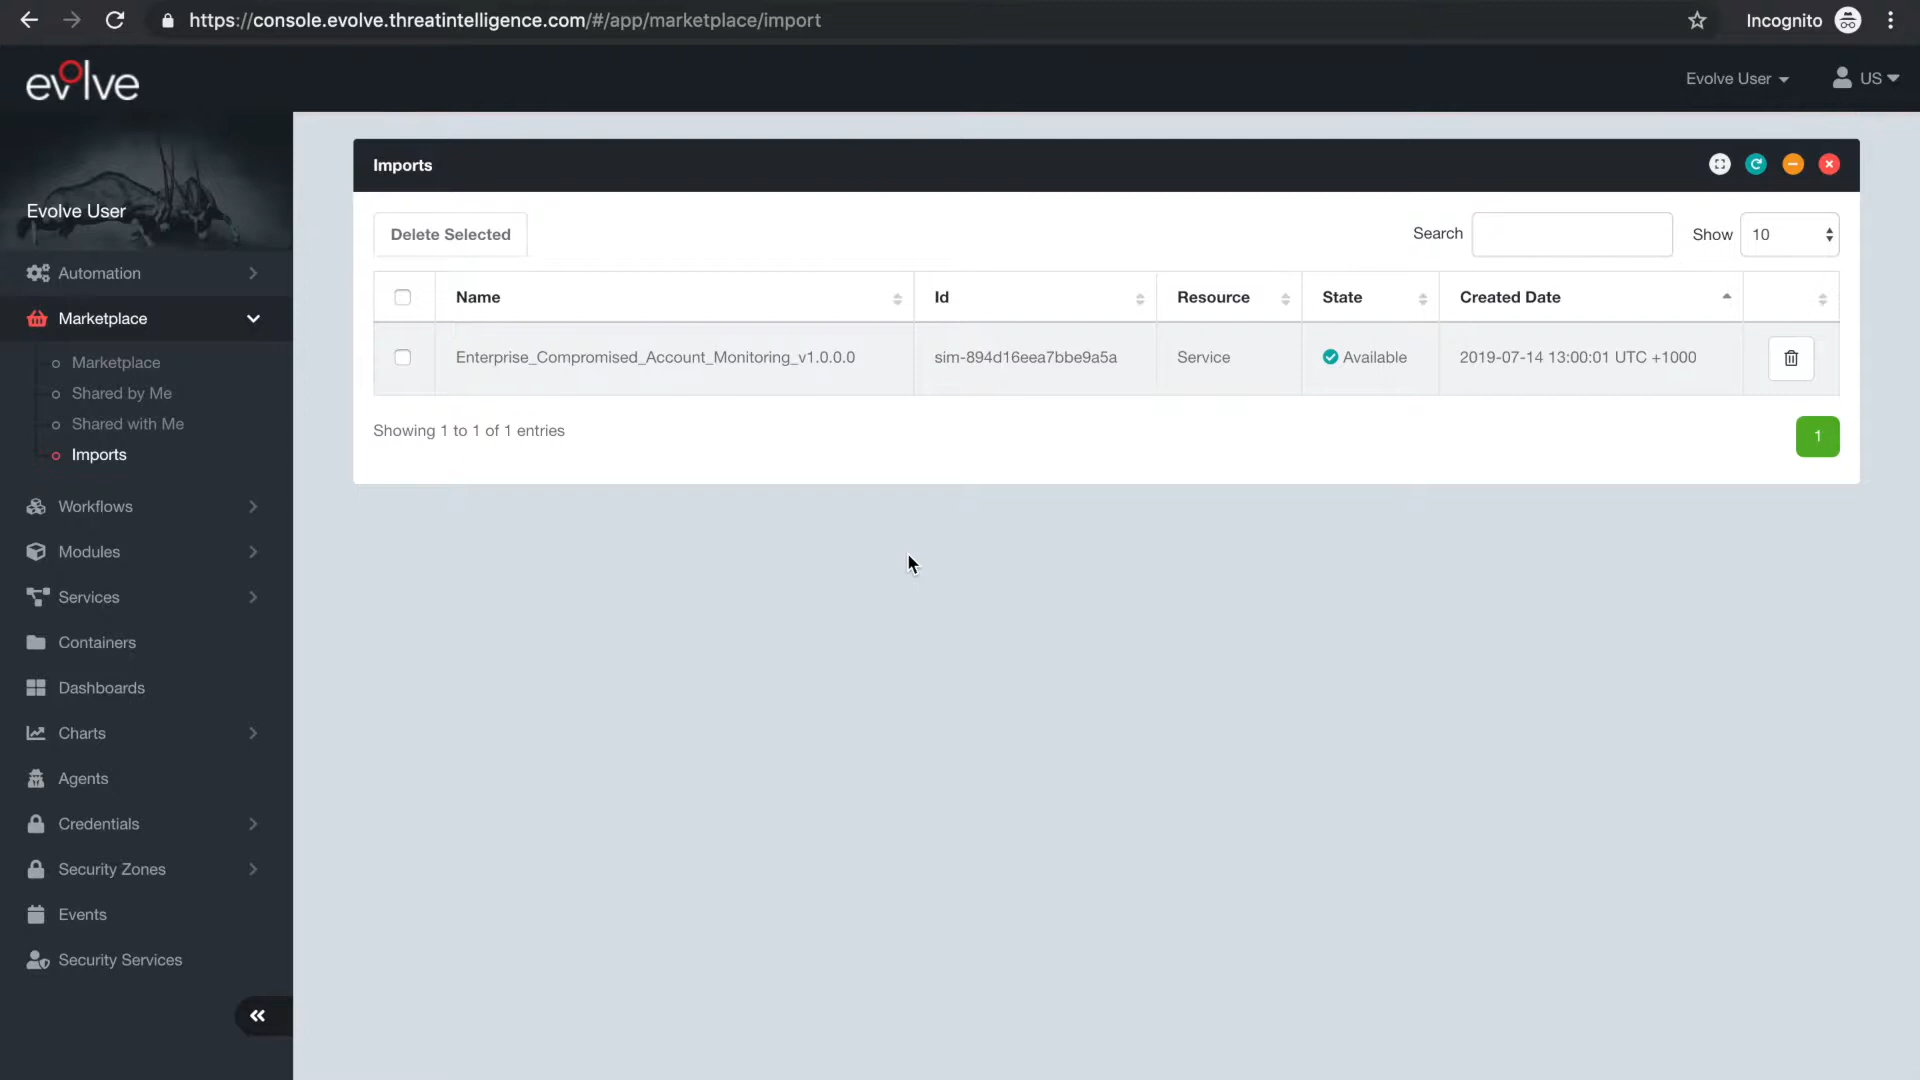 https://console.evolve.threatintelligence.com/#/app/marketplace/import
Incognito
evolve
Evolve User
US
Evolve User
Automation
Marketplace
Marketplace
Shared by Me
Shared with Me
Imports
Workflows
Modules
Services
Containers
Dashboards
Charts
Agents
Credentials
Security Zones
Events
Security Services
Imports
Delete Selected
Search
Show 10
Name Id Resource State Created Date
Enterprise_Compromised_Account_Monitoring_v1.0.0.0 sim-894d16eea7bbe9a5a Service Available 2019-07-14 13:00:01 UTC +1000
Showing 1 to 1 of 1 entries
1